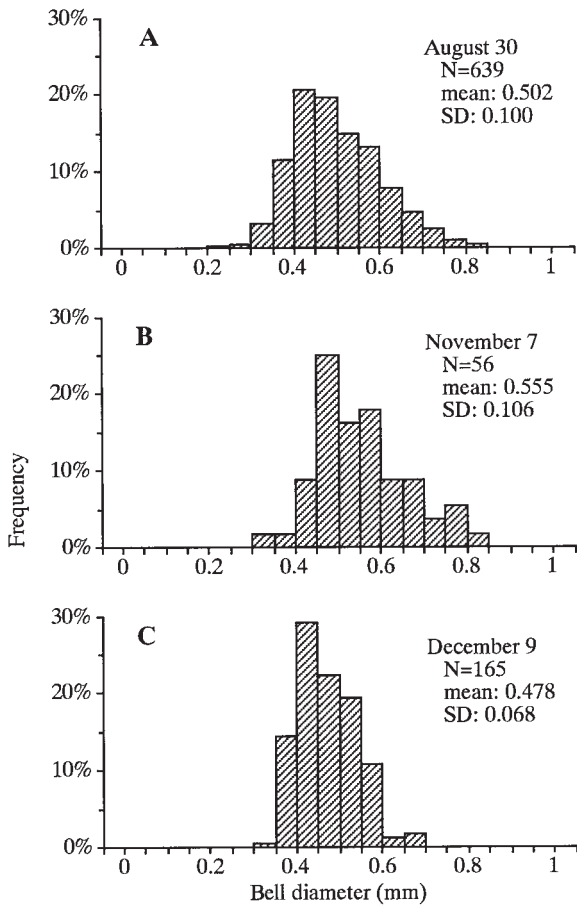 A
August 30
N=639
mean: 0.502
SD: 0.100
30%
20%
10%
0%
0 0.2 0.4 0.6 0.8 1
B
November 7
N=56
mean: 0.555
SD: 0.106
30%
20%
10%
0%
0 0.2 0.4 0.6 0.8 1
Frequency
C
December 9
N=165
mean: 0.478
SD: 0.068
30%
20%
10%
0%
0 0.2 0.4 0.6 0.8 1
Bell diameter (mm)